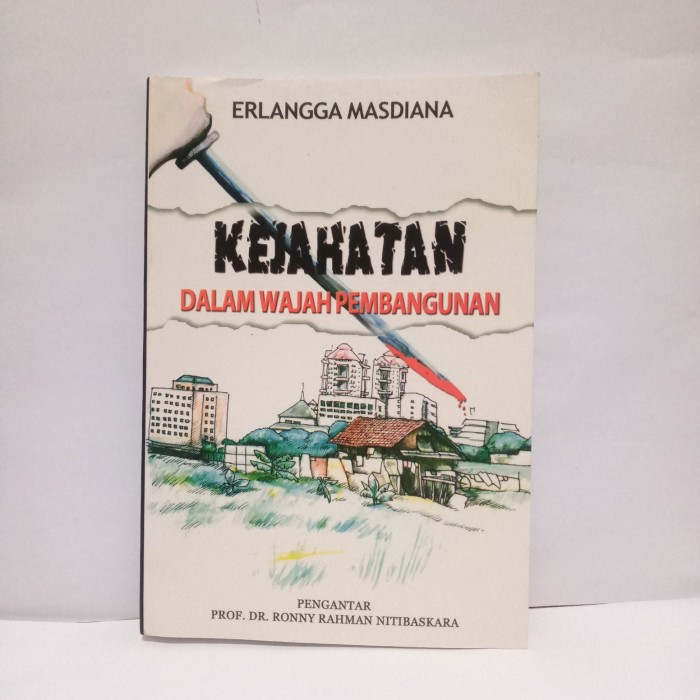 ERLANGGA MASDIANA
KEJAHATAN
DALAM WAJAH PEMBANGUNAN
PENGANTAR
PROF. DR. RONNY RAHMAN NITIBASKARA